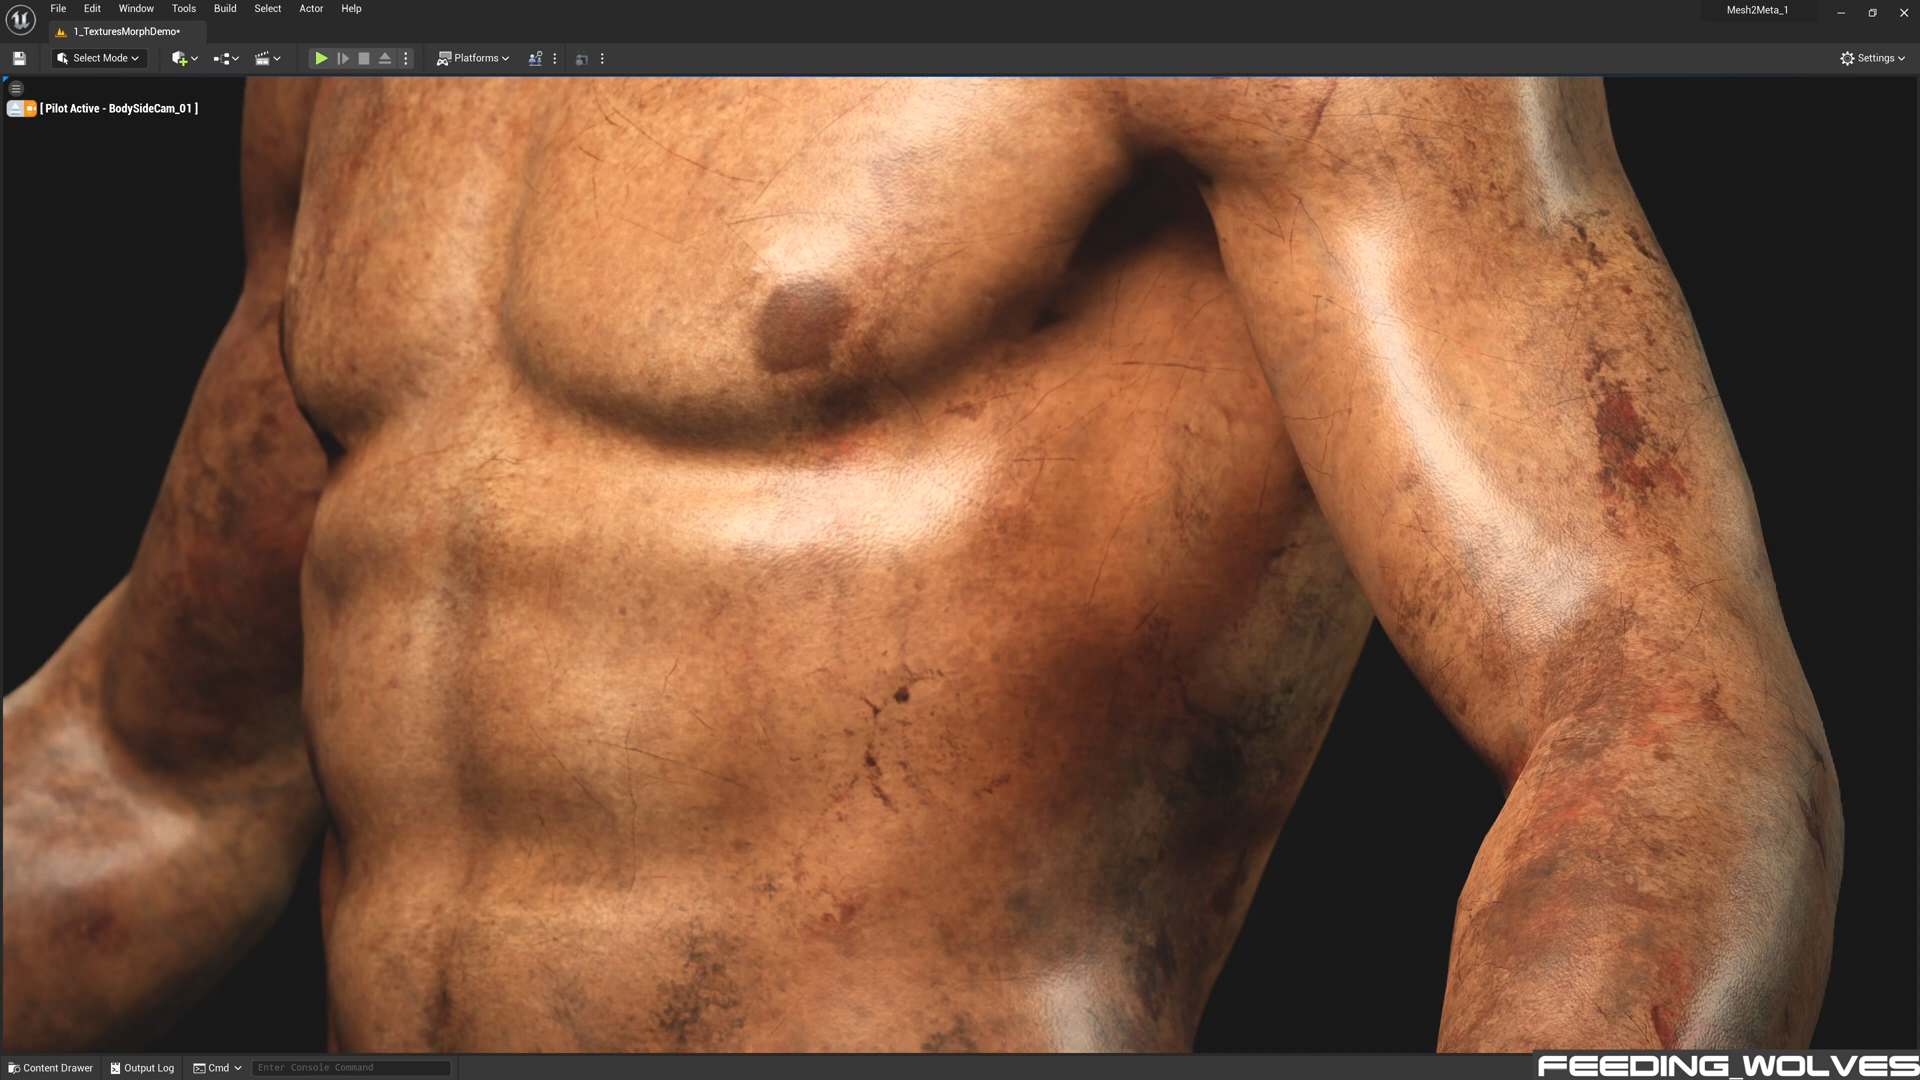 File Edit Window Tools Build Select Actor Help
Mesh2Meta_1
1_TexturesMorphDemo*
Select Mode
Platforms
Settings
[ Pilot Active - BodySideCam_01 ]
Content Drawer
Output Log
Cmd
Enter Console Command
FEEDING_WOLVES